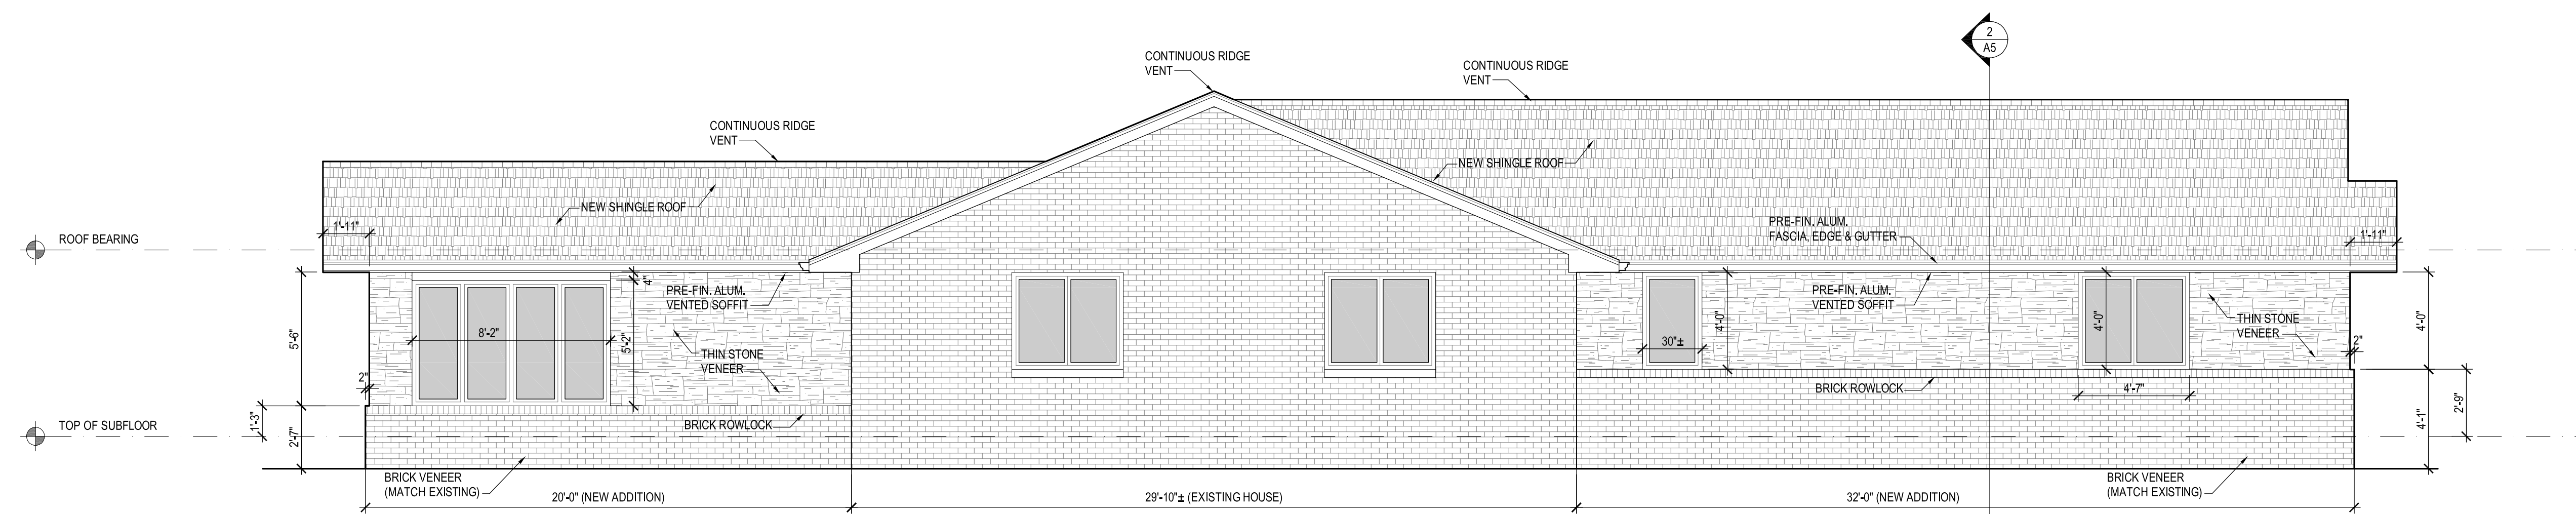 2
A5
CONTINUOUS RIDGE
VENT
CONTINUOUS RIDGE
VENT
CONTINUOUS RIDGE
VENT
NEW SHINGLE ROOF
NEW SHINGLE ROOF
1'-11"
PRE-FIN. ALUM.
FASCIA, EDGE & GUTTER
1'-11"
ROOF BEARING
4"
PRE-FIN. ALUM.
VENTED SOFFIT
PRE-FIN. ALUM.
VENTED SOFFIT
5'-6"
8'-2"
5'-2"
THIN STONE
VENEER
30"±
4'-0"
4'-0"
THIN STONE
VENEER
4'-0"
2"
2"
BRICK ROWLOCK
4'-7"
1'-3"
2'-7"
TOP OF SUBFLOOR
BRICK ROWLOCK
4'-1"
2'-9"
BRICK VENEER
(MATCH EXISTING)
BRICK VENEER
(MATCH EXISTING)
20'-0" (NEW ADDITION)
29'-10"± (EXISTING HOUSE)
32'-0" (NEW ADDITION)